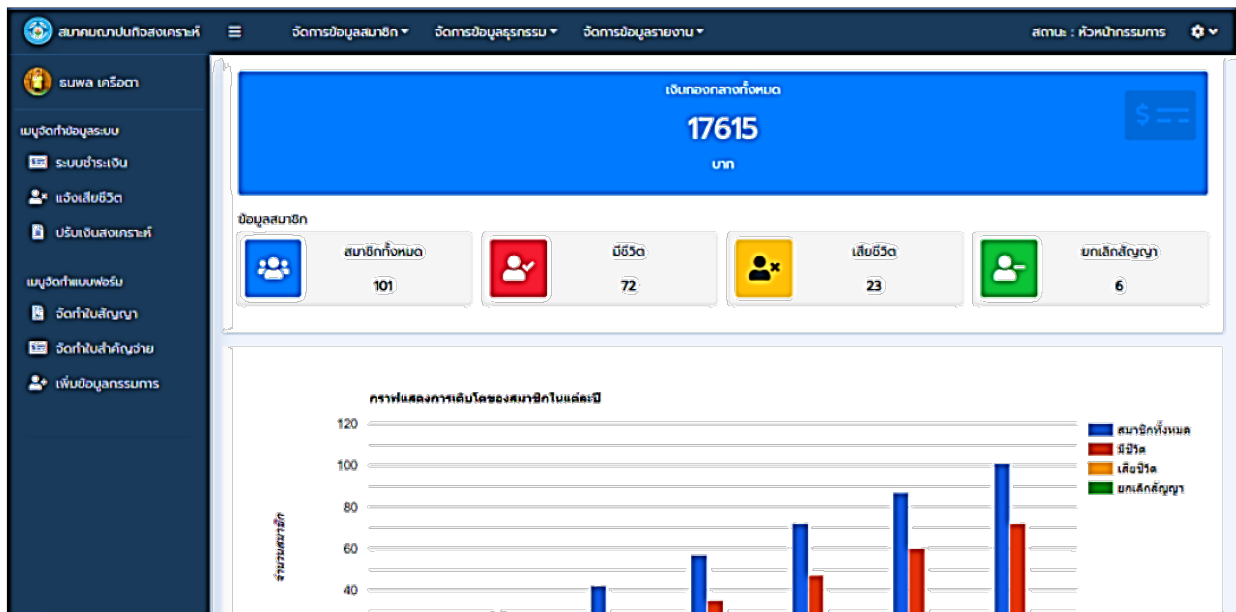 สมาคมฌาปนกิจสงเคราะห์
จัดการข้อมูลสมาชิก
จัดการข้อมูลธุรกรรม
จัดการข้อมูลรายงาน
สถานะ : หัวหน้ากรรมการ
ธนพล เครือตา
เมนูจัดทำข้อมูลระบบ
ระบบชำระเงิน
แจ้งเสียชีวิต
ปรับเงินสงเคราะห์
เมนูจัดทำแบบฟอร์ม
จัดทำใบสัญญา
จัดทำใบสำคัญจ่าย
เพิ่มข้อมูลกรรมการ
เงินกองกลางทั้งหมด
17615
บาท
ข้อมูลสมาชิก
สมาชิกทั้งหมด
101
มีชีวิต
72
เสียชีวิต
23
ยกเลิกสัญญา
6
กราฟแสดงการเติบโตของสมาชิกในแต่ละปี
จำนวนสมาชิก
120
100
80
60
40
สมาชิกทั้งหมด
มีชีวิต
เสียชีวิต
ยกเลิกสัญญา